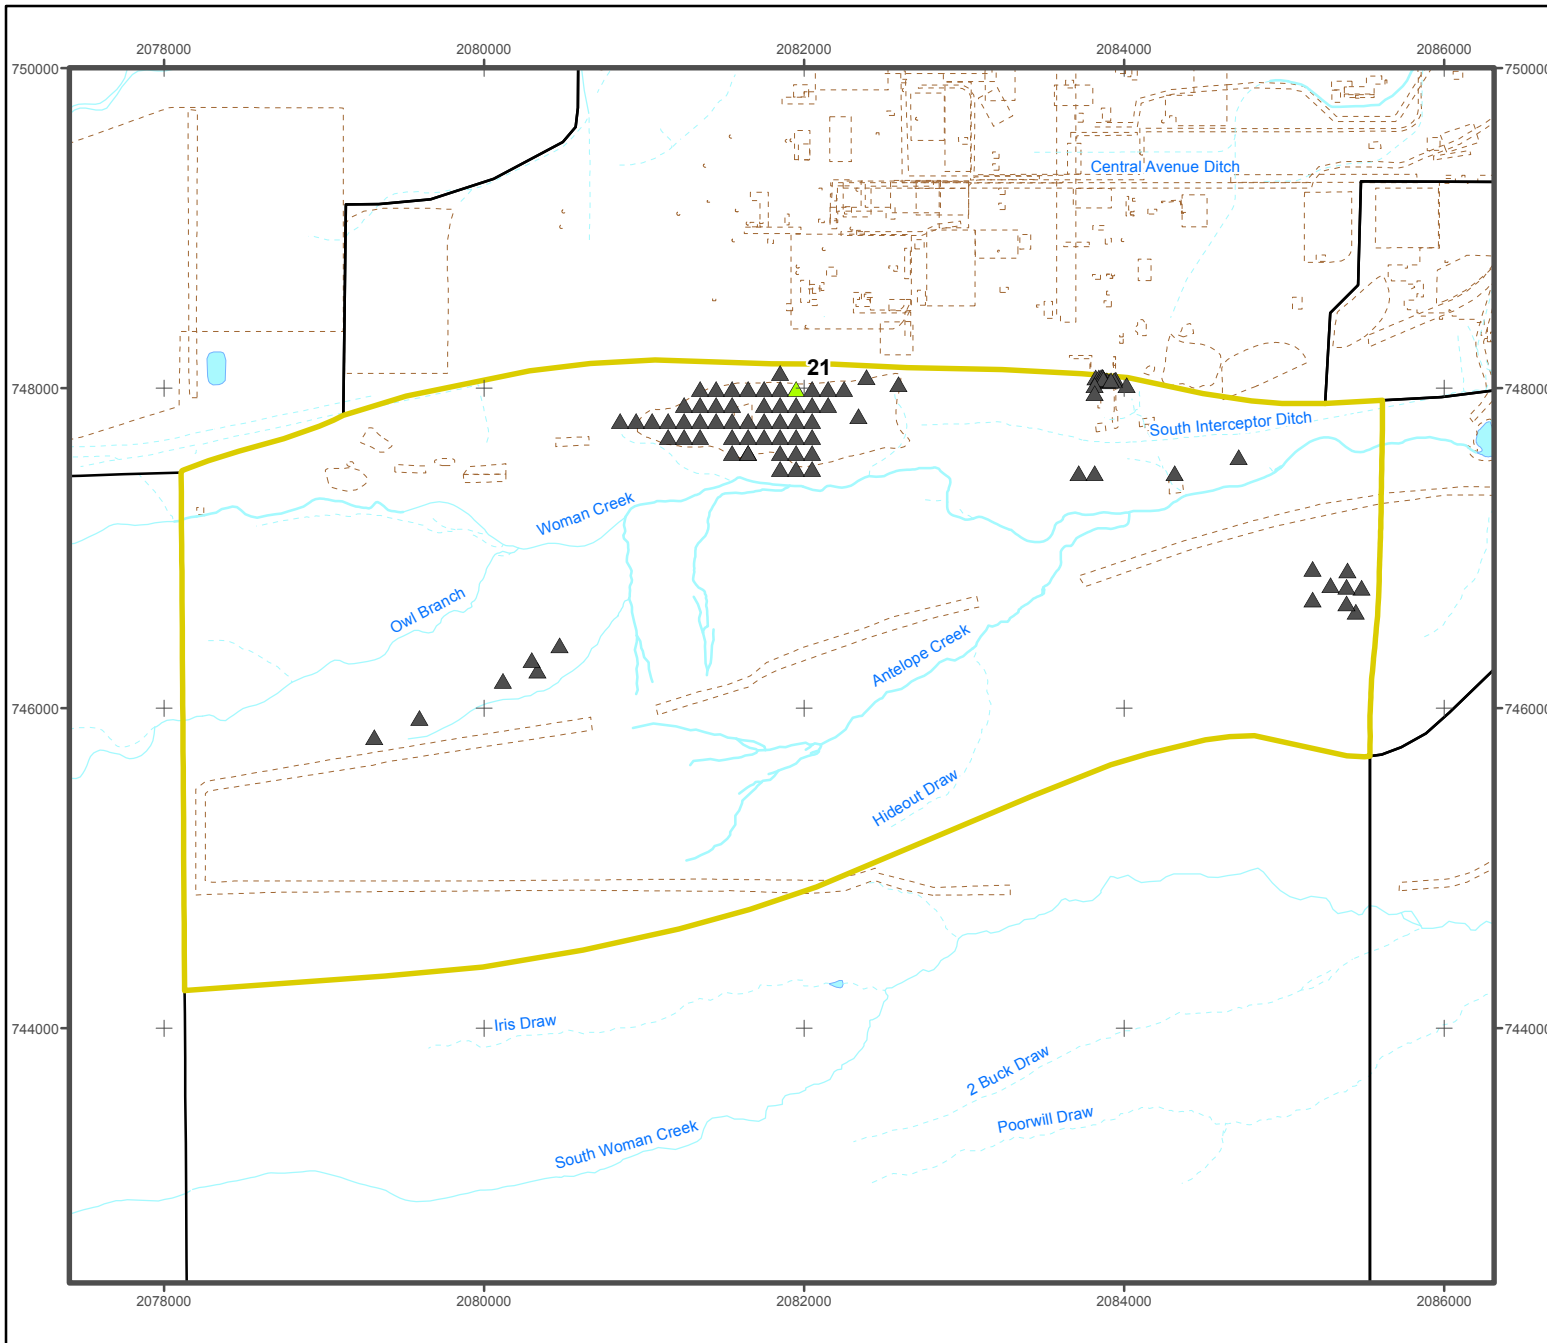 2078000 2080000 2082000 2084000 2086000
750000 750000
Central Avenue Ditch
21
748000 748000
South Interceptor Ditch
Woman Creek
Owl Branch
Antelope Creek
746000 746000
Hideout Draw
744000 744000
Iris Draw
2 Buck Draw
Poorwill Draw
South Woman Creek
2078000 2080000 2082000 2084000 2086000